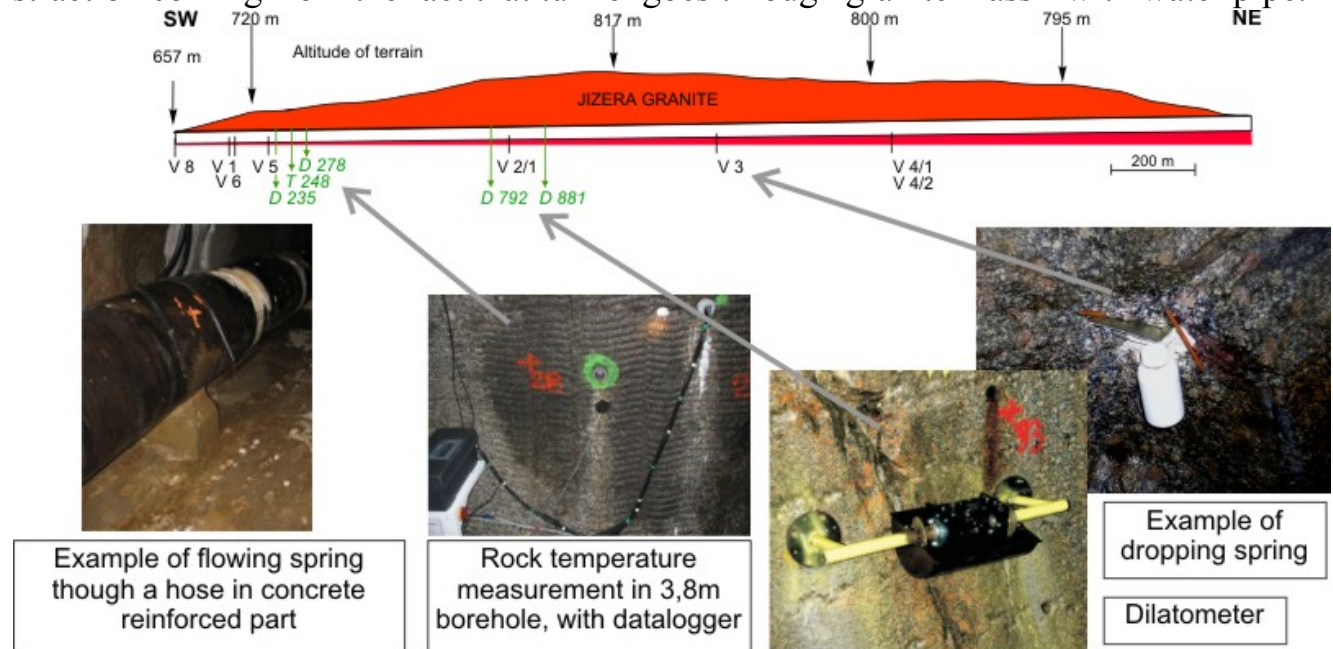 SW
720 m
817 m
800 m
795 m
NE
657 m
Altitude of terrain
JIZERA GRANITE
V 8
V 1
V 5
D 278
V 2/1
V 3
V 4/1
200 m
V 6
T 248
V 4/2
D 235
D 792
D 881
Example of flowing spring
though a hose in concrete
reinforced part
Rock temperature
measurement in 3,8m
borehole, with datalogger
Example of
dropping spring
Dilatometer